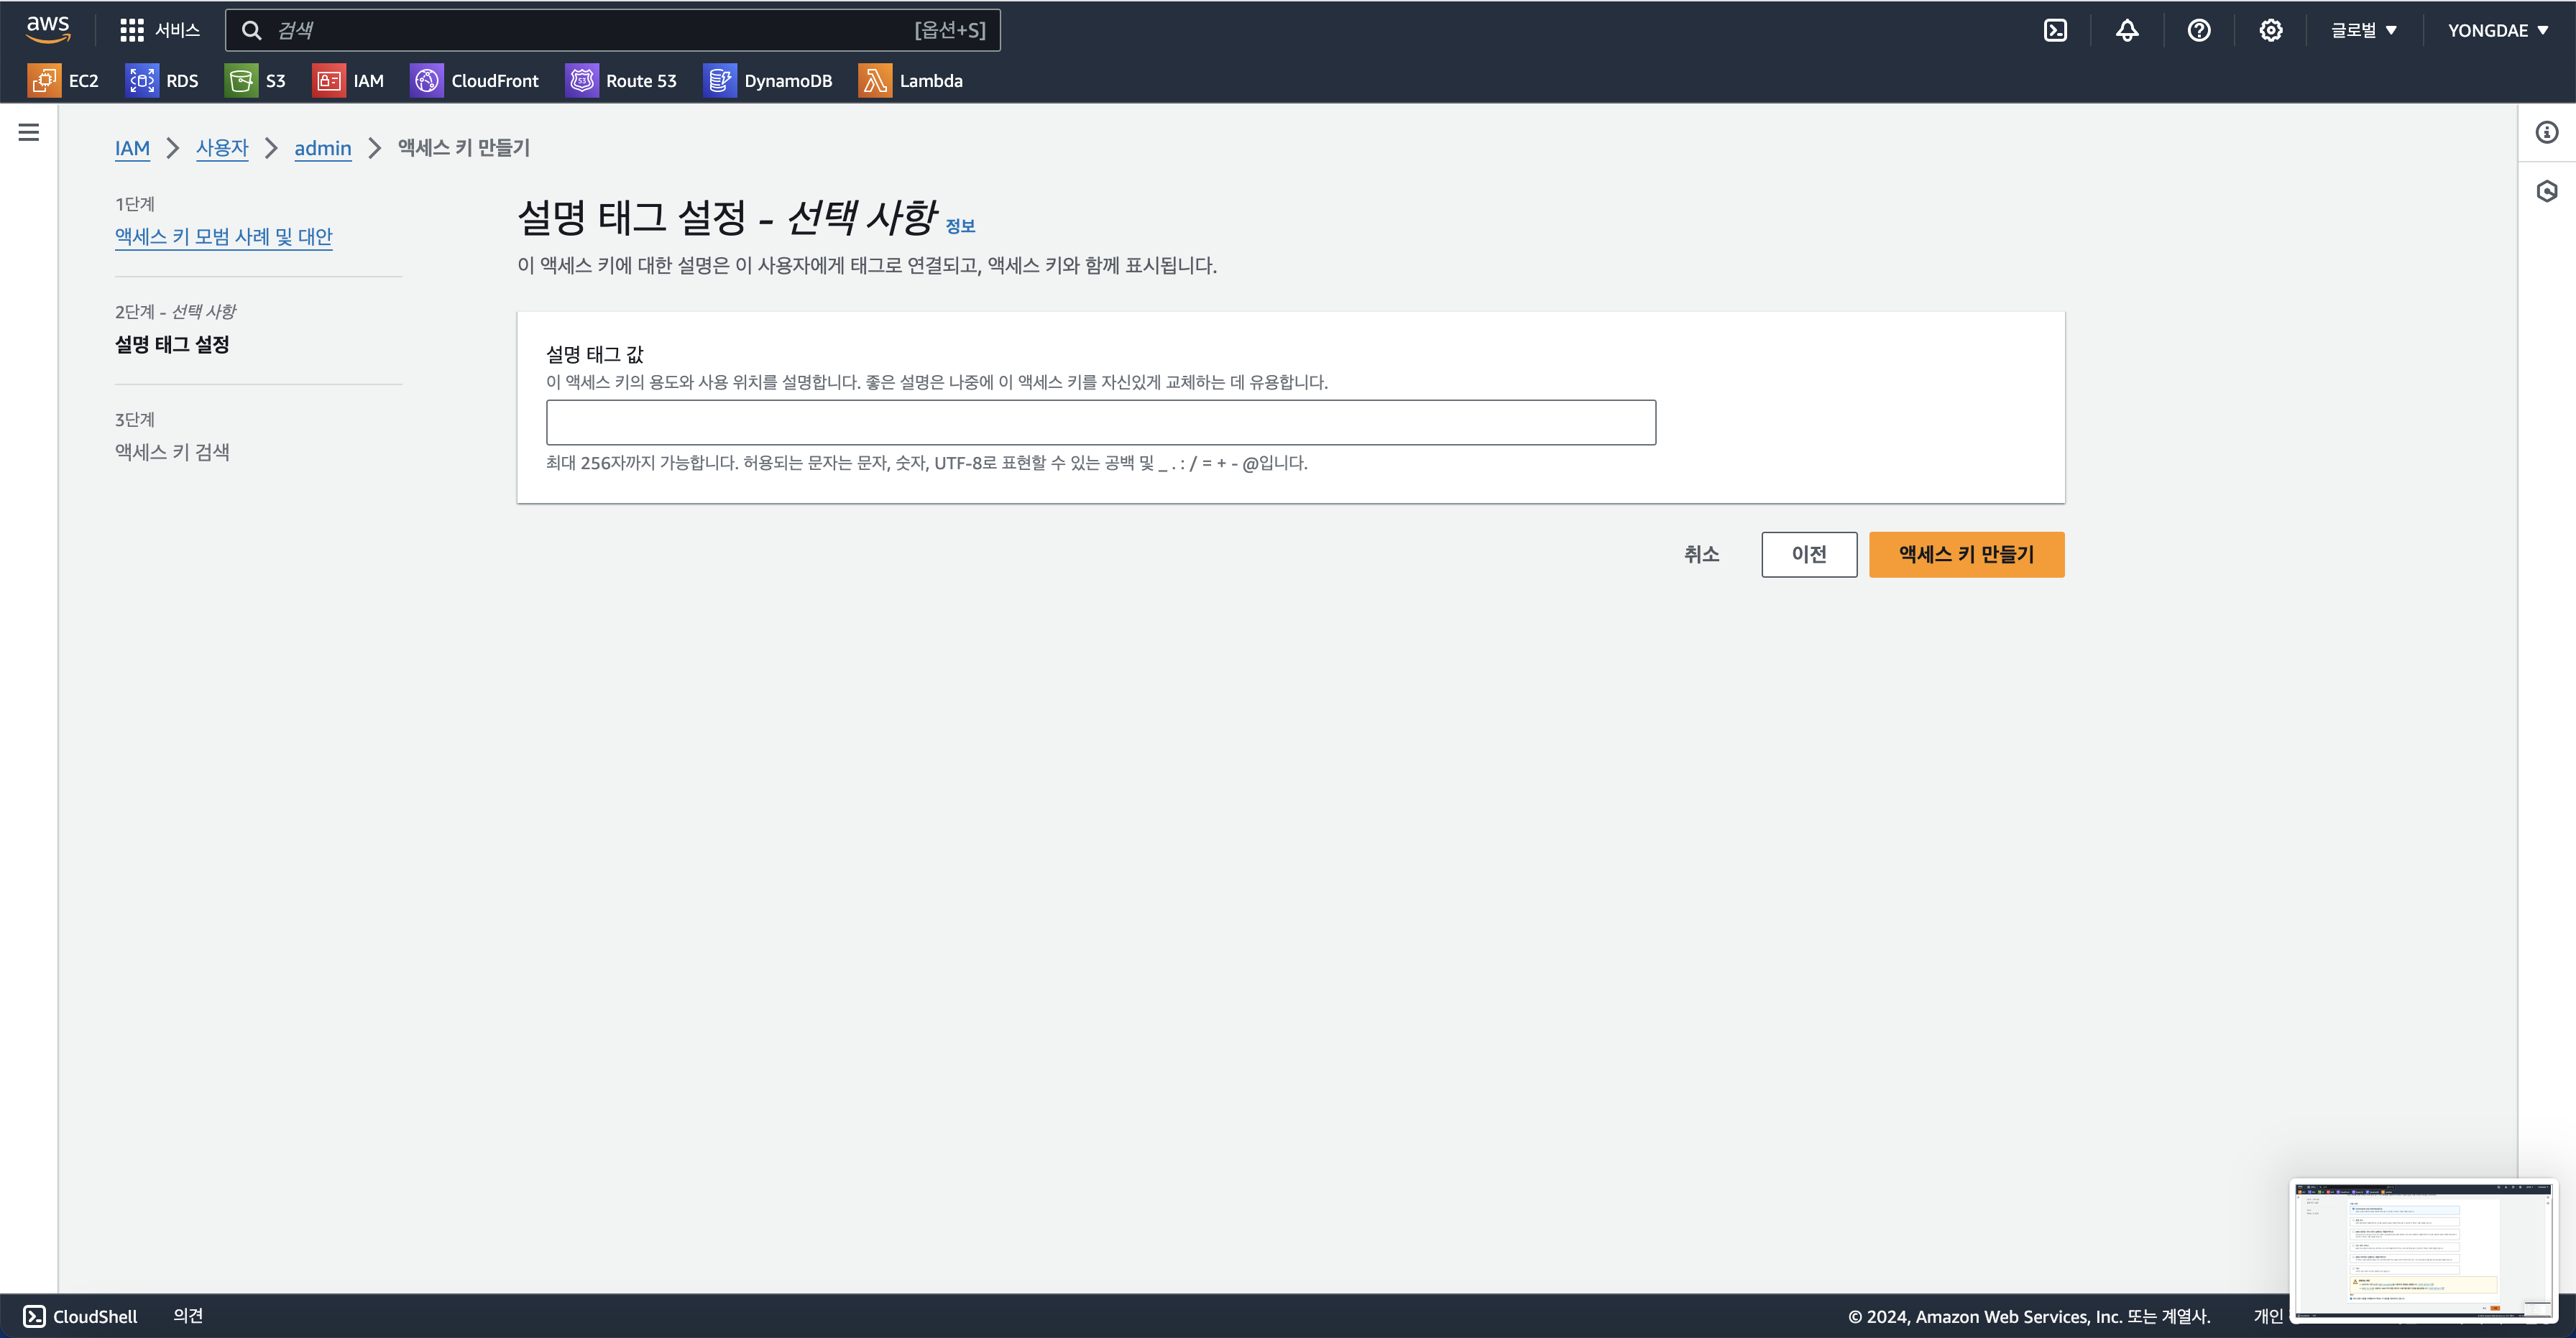 aws
서비스
검색
[옵션+S]
글로벌
YONGDAE
EC2
RDS
S3
IAM
CloudFront
Route 53
DynamoDB
Lambda
IAM
사용자
admin
액세스 키 만들기
1단계
액세스 키 모범 사례 및 대안
2단계 - 선택 사항
설명 태그 설정
3단계
액세스 키 검색
설명 태그 설정 - 선택 사항 정보
이 액세스 키에 대한 설명은 이 사용자에게 태그로 연결되고, 액세스 키와 함께 표시됩니다.
설명 태그 값
이 액세스 키의 용도와 사용 위치를 설명합니다. 좋은 설명은 나중에 이 액세스 키를 자신있게 교체하는 데 유용합니다.
최대 256자까지 가능합니다. 허용되는 문자는 문자, 숫자, UTF-8로 표현할 수 있는 공백 및 _ . : / = + - @입니다.
취소
이전
액세스 키 만들기
CloudShell
의견
© 2024, Amazon Web Services, Inc. 또는 계열사.
개인